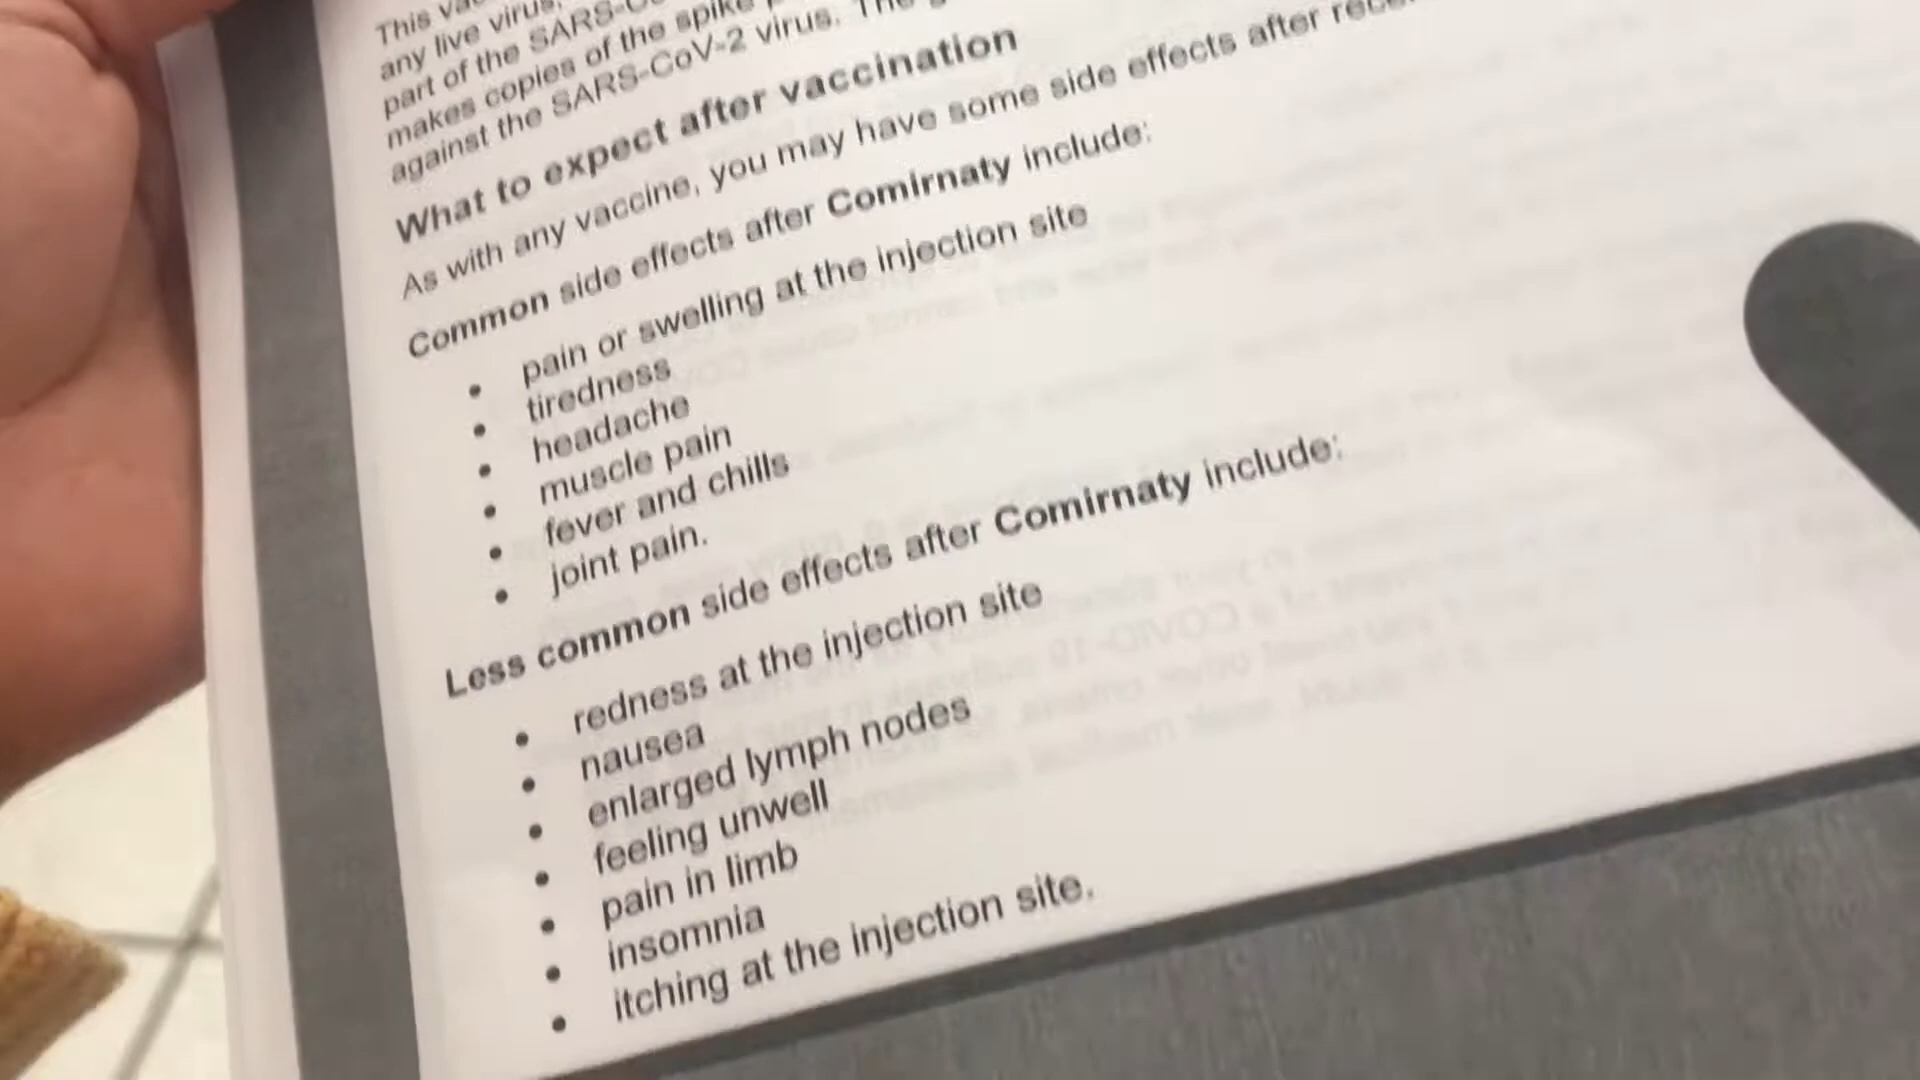 This
any live virus.
part of the SARS-
makes copies of the spike
against the SARS-CoV-2 virus. The
What to expect after vaccination
As with any vaccine, you may have some side effects after
Common side effects after Comirnaty include:
• pain or swelling at the injection site
• tiredness
• headache
• muscle pain
• fever and chills
• joint pain.
Less common side effects after Comirnaty include:
• redness at the injection site
• nausea
• enlarged lymph nodes
• feeling unwell
• pain in limb
• insomnia
• itching at the injection site.